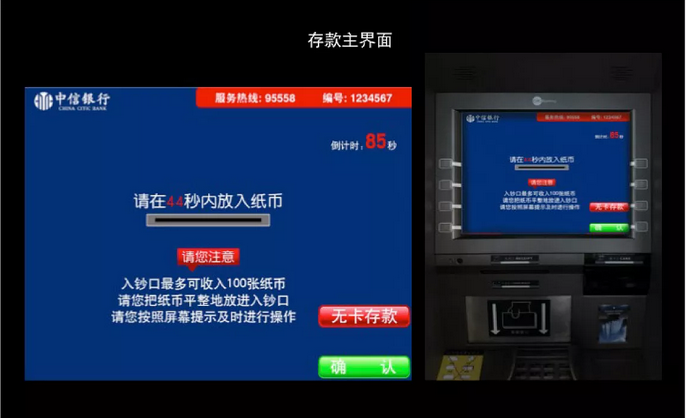 存款主界面
中信银行
CHINA CITIC BANK
服务热线: 95558 编号: 1234567
倒计时: 85秒
请在44秒内放入纸币
请您注意
入钞口最多可收入100张纸币
请您把纸币平整地放进入钞口
请您按照屏幕提示及时进行操作
无卡存款
确 认
中信银行
服务热线: 95558 编号: 1234567
倒计时: 85秒
请在44秒内放入纸币
请您注意
入钞口最多可收入100张纸币
请您把纸币平整地放进入钞口
请您按照屏幕提示及时进行操作
无卡存款
确 认